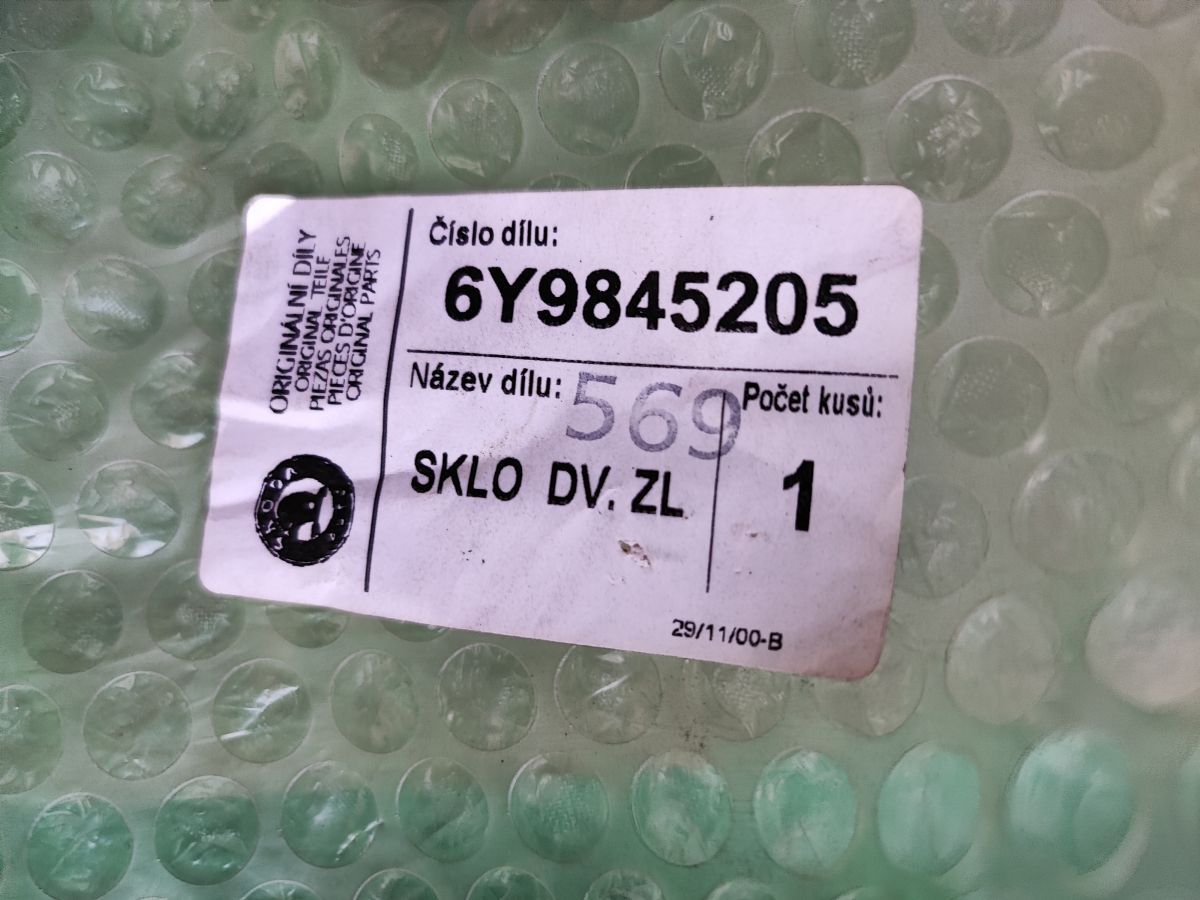 ORIGINÁLNÍ DÍLY
ORIGINAL TEILE
PIEZAS ORIGINALES
PIECES D'ORIGINE
ORIGINAL PARTS
Číslo dílu:
6Y9845205
Název dílu:
569
SKLO DV. ZL
Počet kusů:
1
29/11/00-B